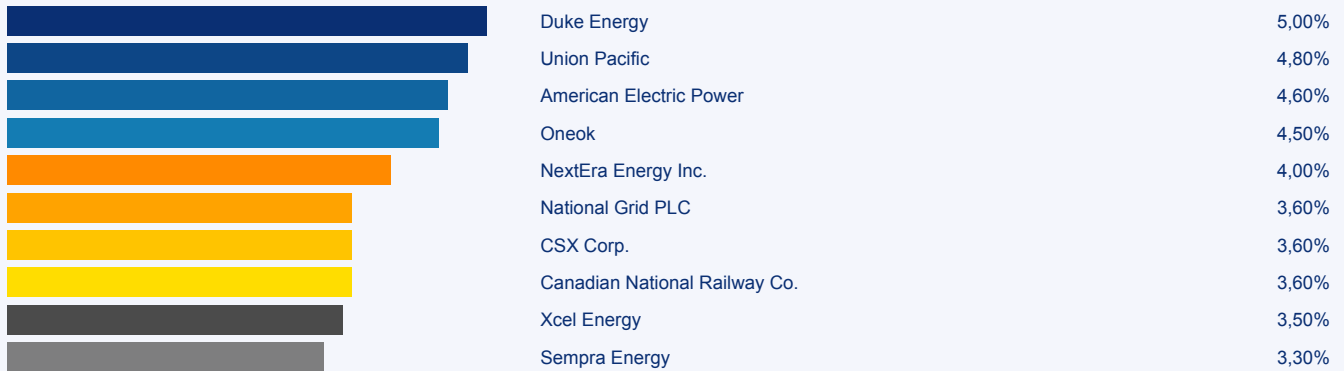 Duke Energy 5,00%
Union Pacific 4,80%
American Electric Power 4,60%
Oneok 4,50%
NextEra Energy Inc. 4,00%
National Grid PLC 3,60%
CSX Corp. 3,60%
Canadian National Railway Co. 3,60%
Xcel Energy 3,50%
Sempra Energy 3,30%